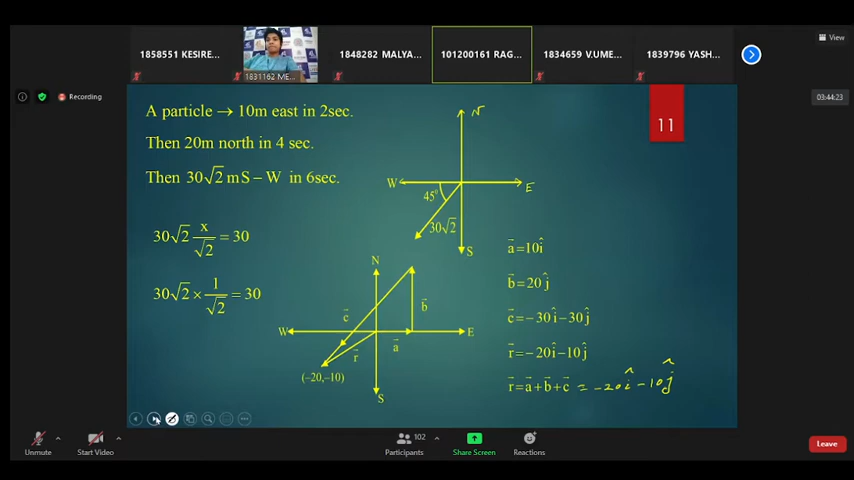 1858551 KESIRE...
1848282 MALYA...
101200161 RAG...
1834659 V.UME...
1839796 YASH...
View
1831162 ME...
Recording
03:44:23
A particle → 10m east in 2sec.
Then 20m north in 4 sec.
Then 30√2 mS – W in 6sec.
11
N
W
E
45°
30√2
S
30√2 x/√2 = 30
30√2 × 1/√2 = 30
a⃗ = 10î
b⃗ = 20ĵ
c⃗ = –30î – 30ĵ
r⃗ = –20î – 10ĵ
r⃗ = a⃗ + b⃗ + c⃗ = –20î – 10ĵ
N
c⃗
b⃗
W
E
r⃗
a⃗
(–20,–10)
S
Unmute
Start Video
102
Participants
Share Screen
Reactions
Leave